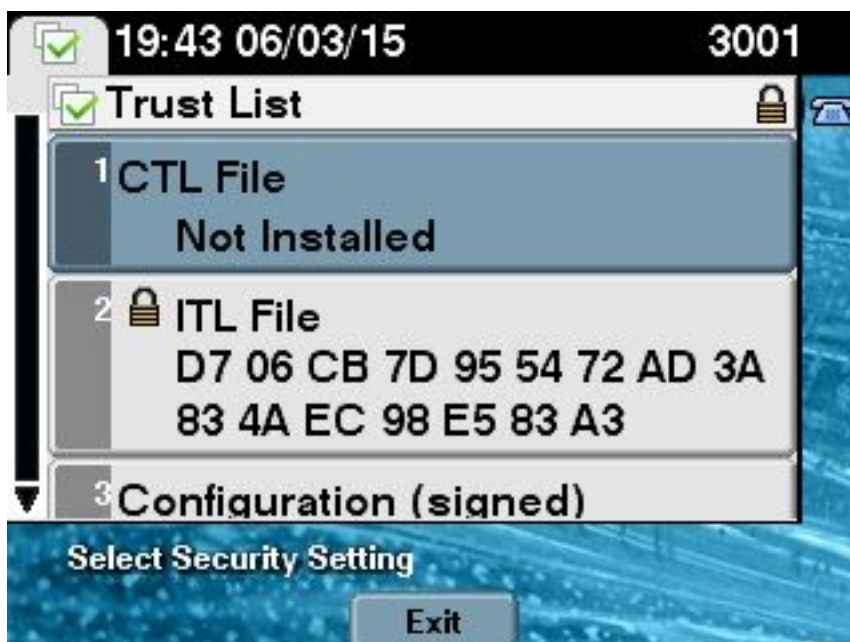 19:43 06/03/15 3001
Trust List
1 CTL File
Not Installed
2 ITL File
D7 06 CB 7D 95 54 72 AD 3A
83 4A EC 98 E5 83 A3
3 Configuration (signed)
Select Security Setting
Exit